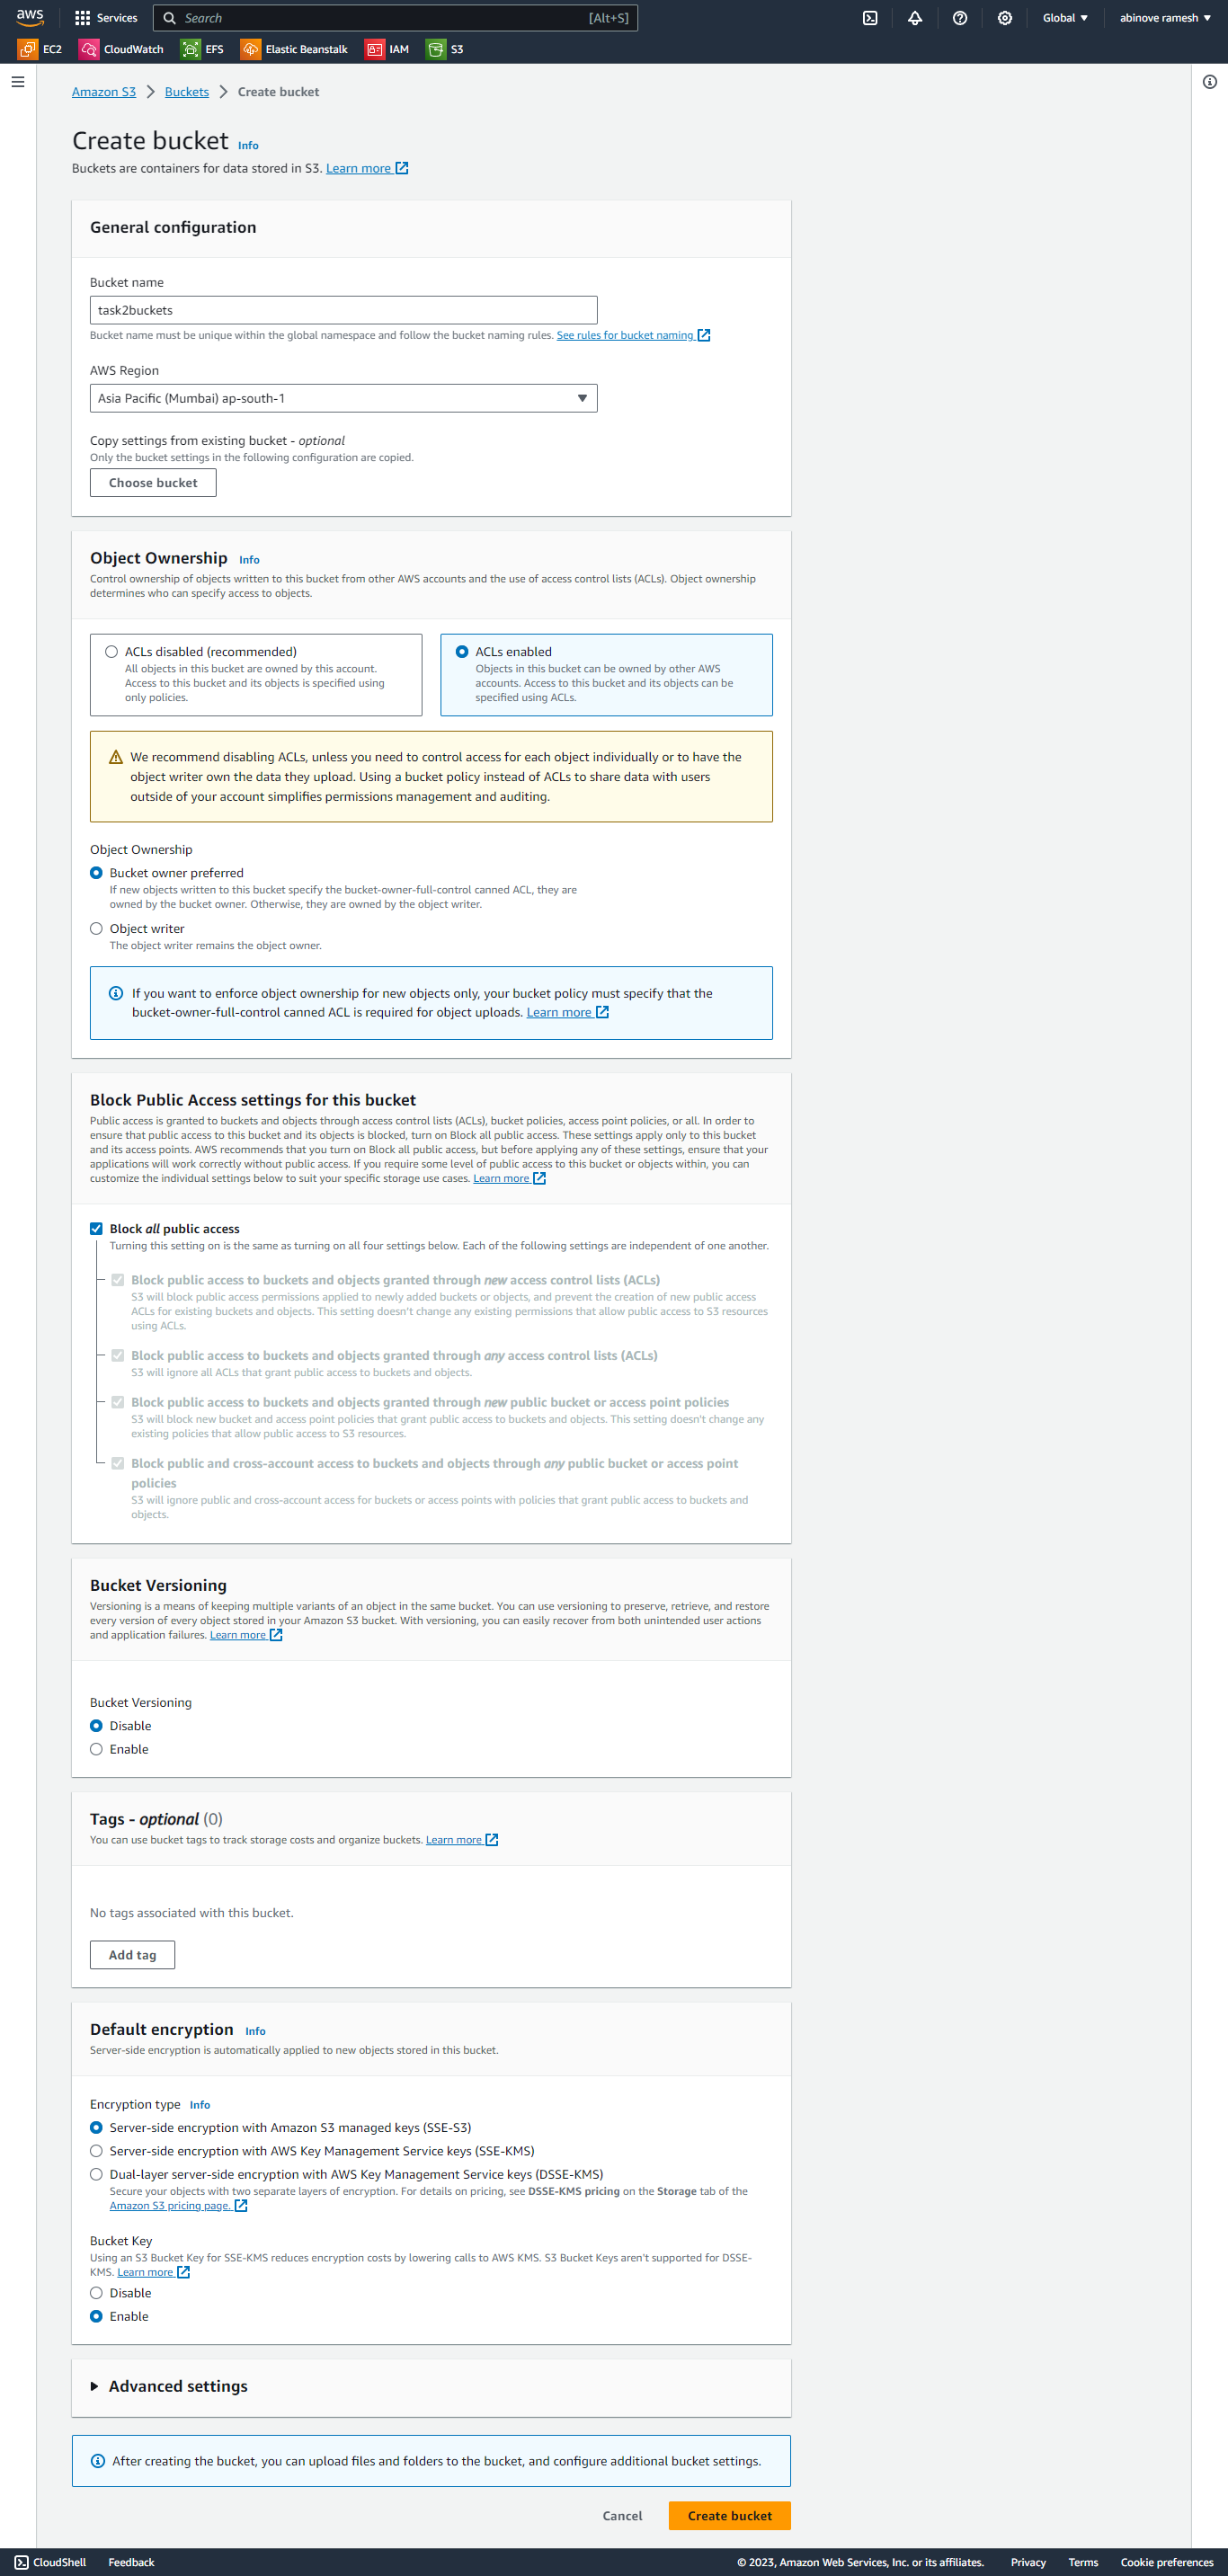 aws
Services
Search
[Alt+S]
Global
abinove ramesh
EC2
CloudWatch
EFS
Elastic Beanstalk
IAM
S3
Amazon S3
Buckets
Create bucket
Create bucket Info
Buckets are containers for data stored in S3. Learn more
General configuration
Bucket name
task2buckets
Bucket name must be unique within the global namespace and follow the bucket naming rules. See rules for bucket naming
AWS Region
Asia Pacific (Mumbai) ap-south-1
Copy settings from existing bucket - optional
Only the bucket settings in the following configuration are copied.
Choose bucket
Object Ownership Info
Control ownership of objects written to this bucket from other AWS accounts and the use of access control lists (ACLs). Object ownership
determines who can specify access to objects.
ACLs disabled (recommended)
All objects in this bucket are owned by this account.
Access to this bucket and its objects is specified using
only policies.
ACLs enabled
Objects in this bucket can be owned by other AWS
accounts. Access to this bucket and its objects can be
specified using ACLs.
We recommend disabling ACLs, unless you need to control access for each object individually or to have the
object writer own the data they upload. Using a bucket policy instead of ACLs to share data with users
outside of your account simplifies permissions management and auditing.
Object Ownership
Bucket owner preferred
If new objects written to this bucket specify the bucket-owner-full-control canned ACL, they are
owned by the bucket owner. Otherwise, they are owned by the object writer.
Object writer
The object writer remains the object owner.
If you want to enforce object ownership for new objects only, your bucket policy must specify that the
bucket-owner-full-control canned ACL is required for object uploads. Learn more
Block Public Access settings for this bucket
Public access is granted to buckets and objects through access control lists (ACLs), bucket policies, access point policies, or all. In order to
ensure that public access to this bucket and its objects is blocked, turn on Block all public access. These settings apply only to this bucket
and its access points. AWS recommends that you turn on Block all public access, but before applying any of these settings, ensure that your
applications will work correctly without public access. If you require some level of public access to this bucket or objects within, you can
customize the individual settings below to suit your specific storage use cases. Learn more
Block all public access
Turning this setting on is the same as turning on all four settings below. Each of the following settings are independent of one another.
Block public access to buckets and objects granted through new access control lists (ACLs)
S3 will block public access permissions applied to newly added buckets or objects, and prevent the creation of new public access
ACLs for existing buckets and objects. This setting doesn't change any existing permissions that allow public access to S3 resources
using ACLs.
Block public access to buckets and objects granted through any access control lists (ACLs)
S3 will ignore all ACLs that grant public access to buckets and objects.
Block public access to buckets and objects granted through new public bucket or access point policies
S3 will block new bucket and access point policies that grant public access to buckets and objects. This setting doesn't change any
existing policies that allow public access to S3 resources.
Block public and cross-account access to buckets and objects through any public bucket or access point
policies
S3 will ignore public and cross-account access for buckets or access points with policies that grant public access to buckets and
objects.
Bucket Versioning
Versioning is a means of keeping multiple variants of an object in the same bucket. You can use versioning to preserve, retrieve, and restore
every version of every object stored in your Amazon S3 bucket. With versioning, you can easily recover from both unintended user actions
and application failures. Learn more
Bucket Versioning
Disable
Enable
Tags - optional (0)
You can use bucket tags to track storage costs and organize buckets. Learn more
No tags associated with this bucket.
Add tag
Default encryption Info
Server-side encryption is automatically applied to new objects stored in this bucket.
Encryption type Info
Server-side encryption with Amazon S3 managed keys (SSE-S3)
Server-side encryption with AWS Key Management Service keys (SSE-KMS)
Dual-layer server-side encryption with AWS Key Management Service keys (DSSE-KMS)
Secure your objects with two separate layers of encryption. For details on pricing, see DSSE-KMS pricing on the Storage tab of the
Amazon S3 pricing page.
Bucket Key
Using an S3 Bucket Key for SSE-KMS reduces encryption costs by lowering calls to AWS KMS. S3 Bucket Keys aren't supported for DSSE-
KMS. Learn more
Disable
Enable
Advanced settings
After creating the bucket, you can upload files and folders to the bucket, and configure additional bucket settings.
Cancel
Create bucket
CloudShell
Feedback
© 2023, Amazon Web Services, Inc. or its affiliates.
Privacy
Terms
Cookie preferences